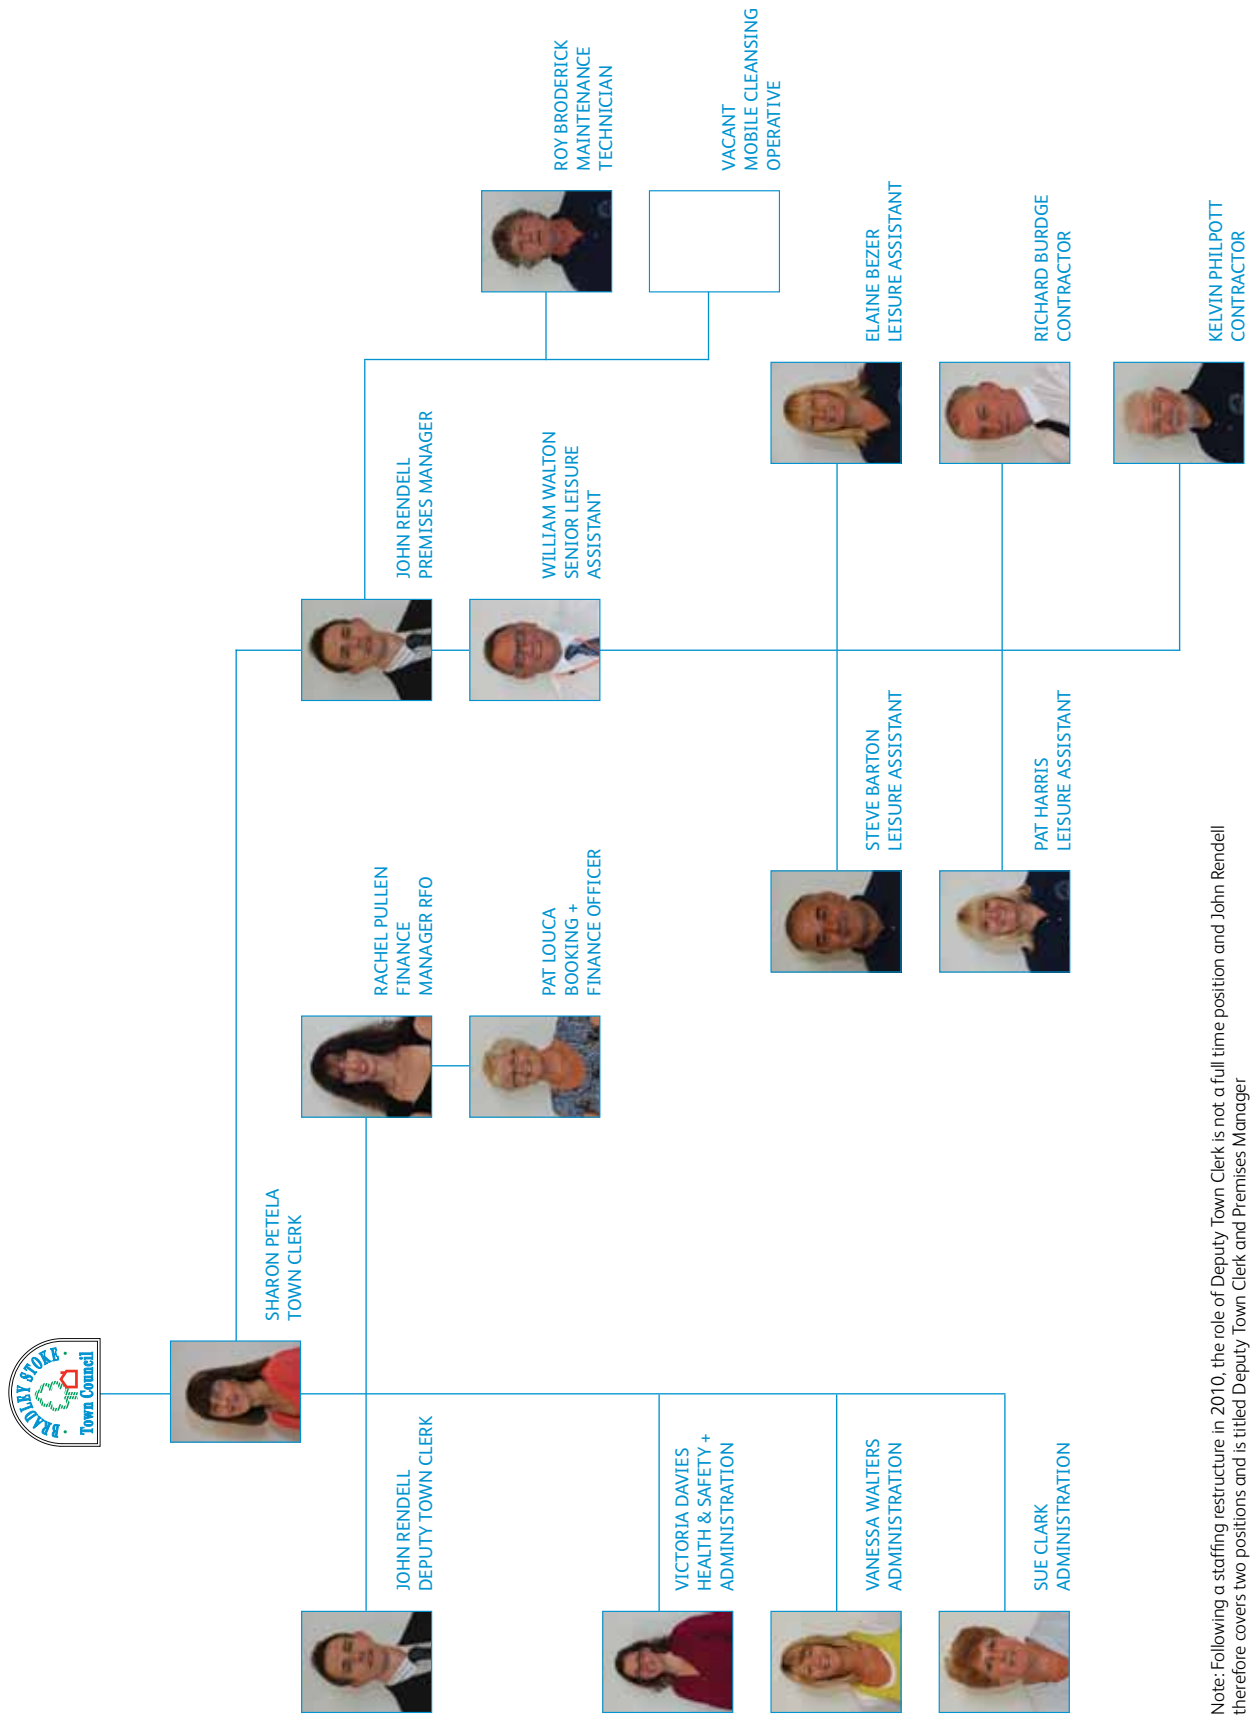 BRADLEY STOKE
Town Council
SHARON PETELA
TOWN CLERK
JOHN RENDELL
DEPUTY TOWN CLERK
RACHEL PULLEN
FINANCE
MANAGER RFO
JOHN RENDELL
PREMISES MANAGER
PAT LOUCA
BOOKING +
FINANCE OFFICER
WILLIAM WALTON
SENIOR LEISURE
ASSISTANT
ROY BRODERICK
MAINTENANCE
TECHNICIAN
VICTORIA DAVIES
HEALTH & SAFETY +
ADMINISTRATION
VACANT
MOBILE CLEANSING
OPERATIVE
VANESSA WALTERS
ADMINISTRATION
STEVE BARTON
LEISURE ASSISTANT
ELAINE BEZER
LEISURE ASSISTANT
SUE CLARK
ADMINISTRATION
PAT HARRIS
LEISURE ASSISTANT
RICHARD BURDGE
CONTRACTOR
KELVIN PHILPOTT
CONTRACTOR
Note: Following a staffing restructure in 2010, the role of Deputy Town Clerk is not a full time position and John Rendell
therefore covers two positions and is titled Deputy Town Clerk and Premises Manager